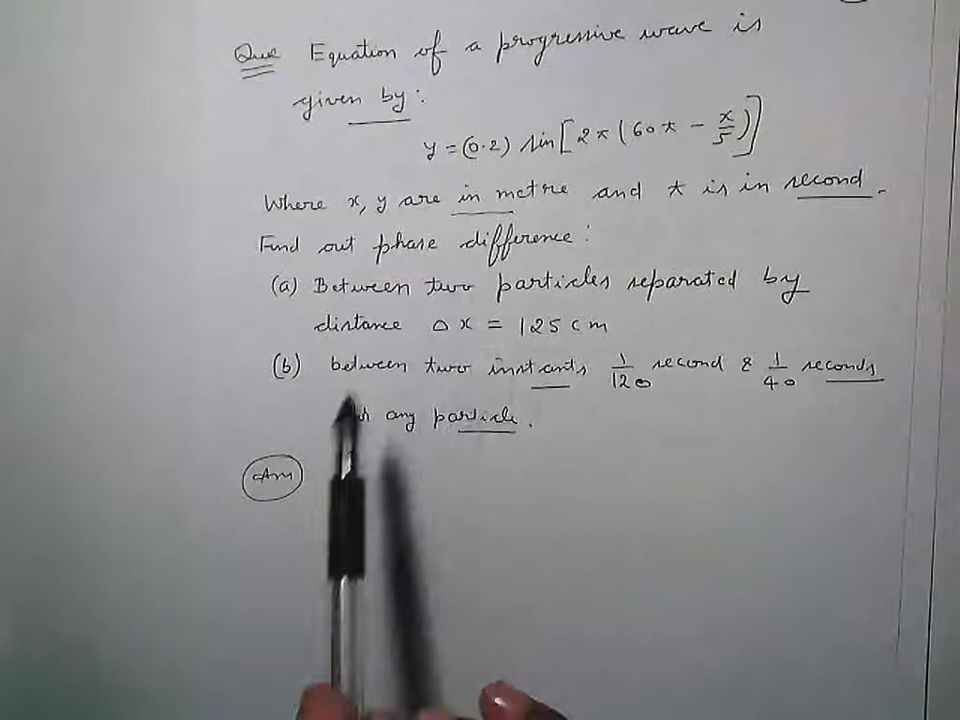 Que Equation of a progressive wave is
given by:
y = (0.2) sin[2π(60t - x/5)]
Where x, y are in metre and t is in second.
Find out phase difference:
(a) Between two particles separated by
distance Δx = 125cm
(b) between two instants 1/120 second & 1/40 seconds
any particle.
Ans